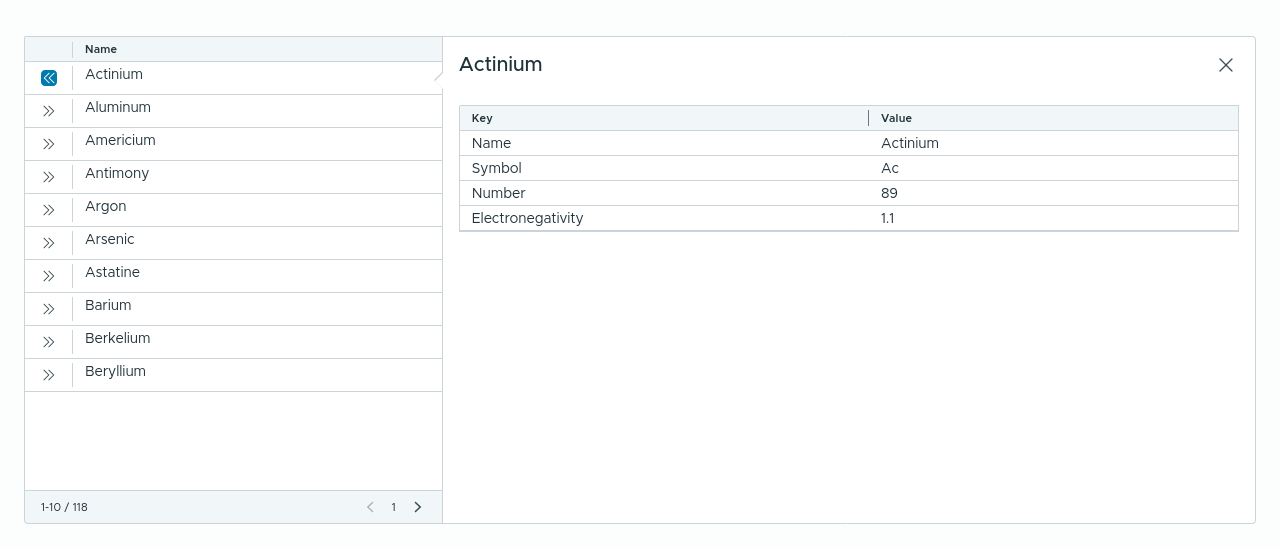 Name
Actinium
Aluminum
Americium
Antimony
Argon
Arsenic
Astatine
Barium
Berkelium
Beryllium
1-10 / 118
1
Actinium
Key Value
Name Actinium
Symbol Ac
Number 89
Electronegativity 1.1